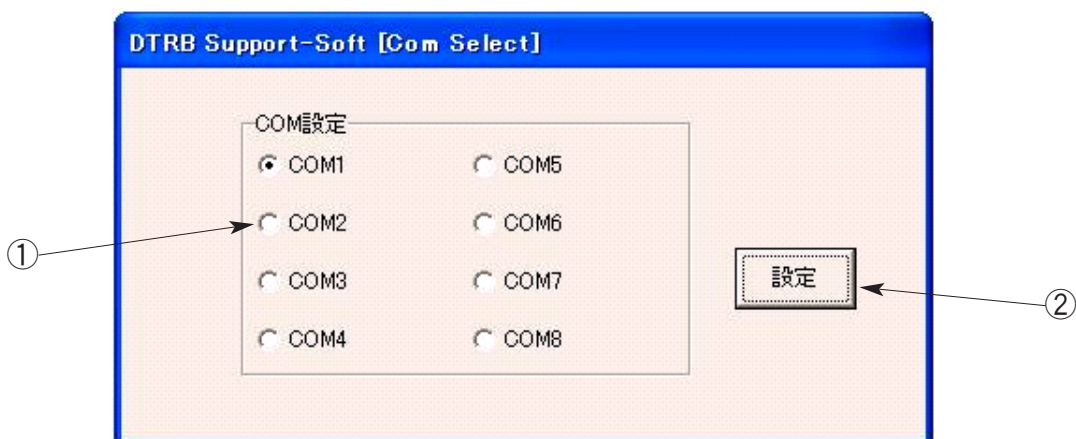 DTRB Support-Soft [Com Select]
COM設定
COM1 COM5
① COM2 COM6
COM3 COM7 設定 ②
COM4 COM8